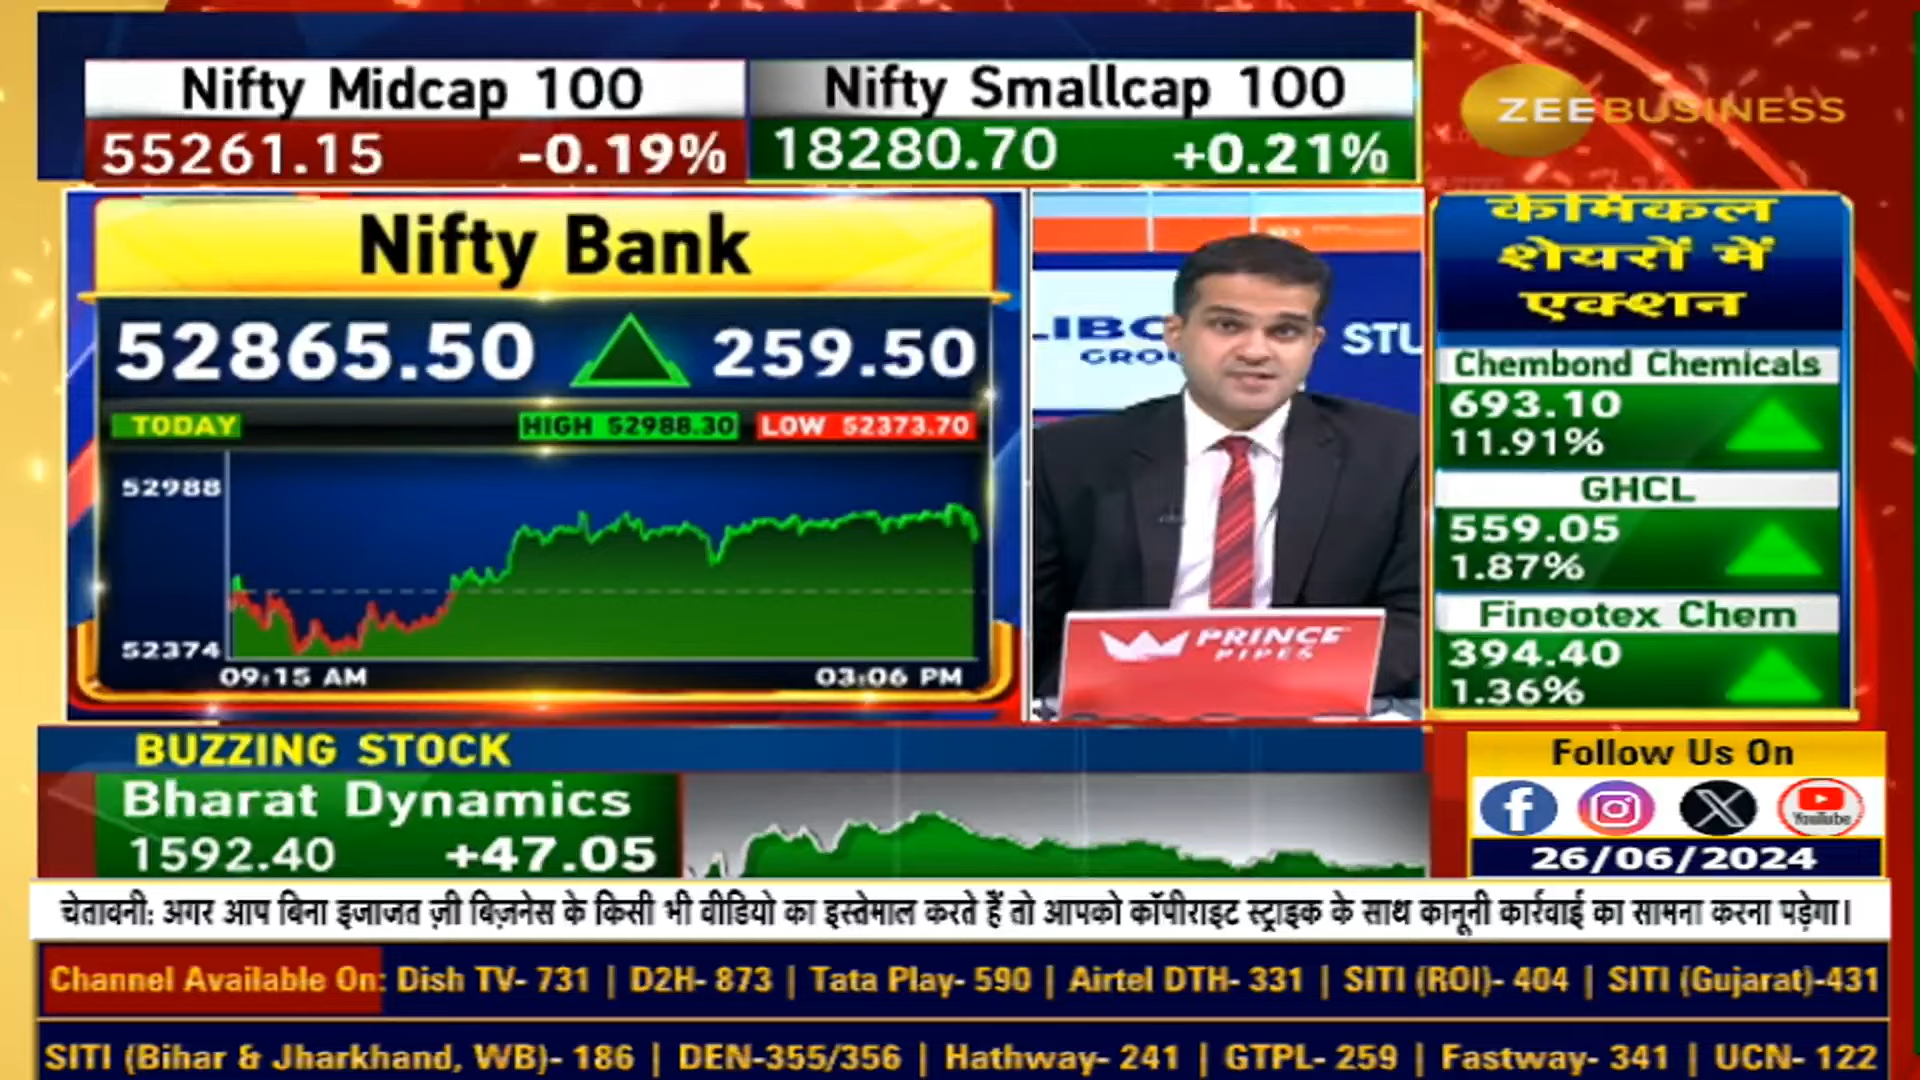 Nifty Midcap 100
55261.15 -0.19%
Nifty Smallcap 100
18280.70 +0.21%
ZEEBUSINESS
Nifty Bank
52865.50 259.50
TODAY HIGH 52988.30 LOW 52373.70
52988
52374
09:15 AM 03:06 PM
STU
PRINCE
PIPES
केमिकल
शेयरों में
एक्शन
Chembond Chemicals
693.10
11.91%
GHCL
559.05
1.87%
Fineotex Chem
394.40
1.36%
BUZZING STOCK
Bharat Dynamics
1592.40 +47.05
Follow Us On
YouTube
26/06/2024
चेतावनी: अगर आप बिना इजाजत ज़ी बिज़नेस के किसी भी वीडियो का इस्तेमाल करते हैं तो आपको कॉपीराइट स्ट्राइक के साथ कानूनी कार्रवाई का सामना करना पड़ेगा।
Channel Available On: Dish TV- 731 | D2H- 873 | Tata Play- 590 | Airtel DTH- 331 | SITI (ROI)- 404 | SITI (Gujarat)-431
SITI (Bihar & Jharkhand, WB)- 186 | DEN-355/356 | Hathway- 241 | GTPL- 259 | Fastway- 341 | UCN- 122